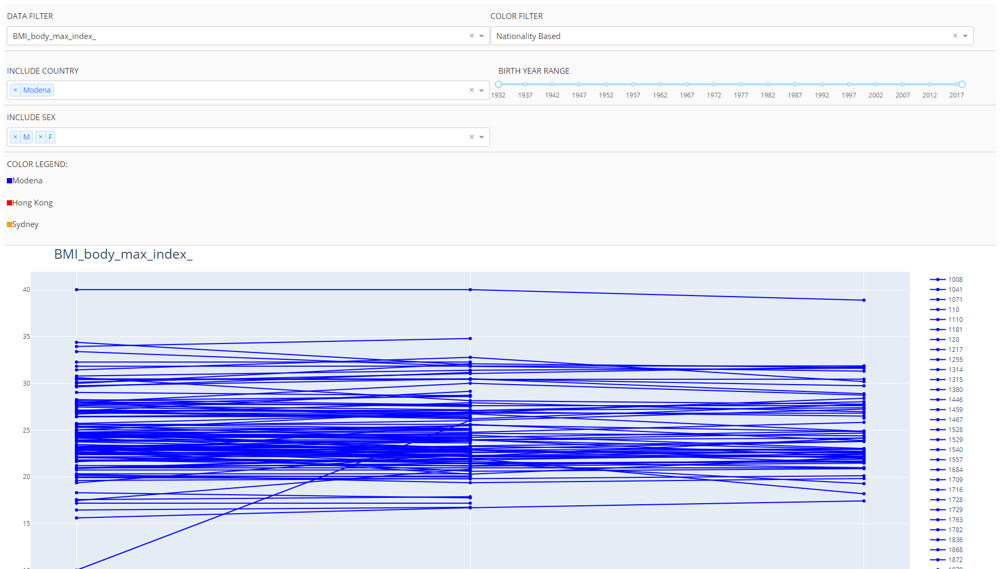 DATA FILTER
COLOR FILTER
BMI_body_max_index_ × 
Nationality Based ×
INCLUDE COUNTRY
BIRTH YEAR RANGE
× Modena ×
1932 1937 1942 1947 1952 1957 1962 1967 1972 1977 1982 1987 1992 1997 2002 2007 2012 2017
INCLUDE SEX
× M × F ×
COLOR LEGEND:
Modena
Hong Kong
Sydney
BMI_body_max_index_
40
35
30
25
20
15
1008
1041
1071
110
1110
1181
120
1217
1255
1314
1315
1380
1446
1459
1467
1528
1529
1540
1557
1684
1709
1716
1728
1729
1763
1782
1836
1868
1872